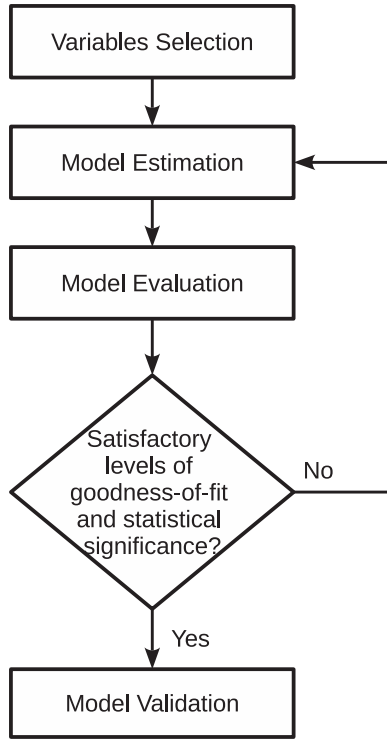 Variables Selection
Model Estimation
Model Evaluation
Satisfactory
levels of
goodness-of-fit
and statistical
significance?
No
Yes
Model Validation